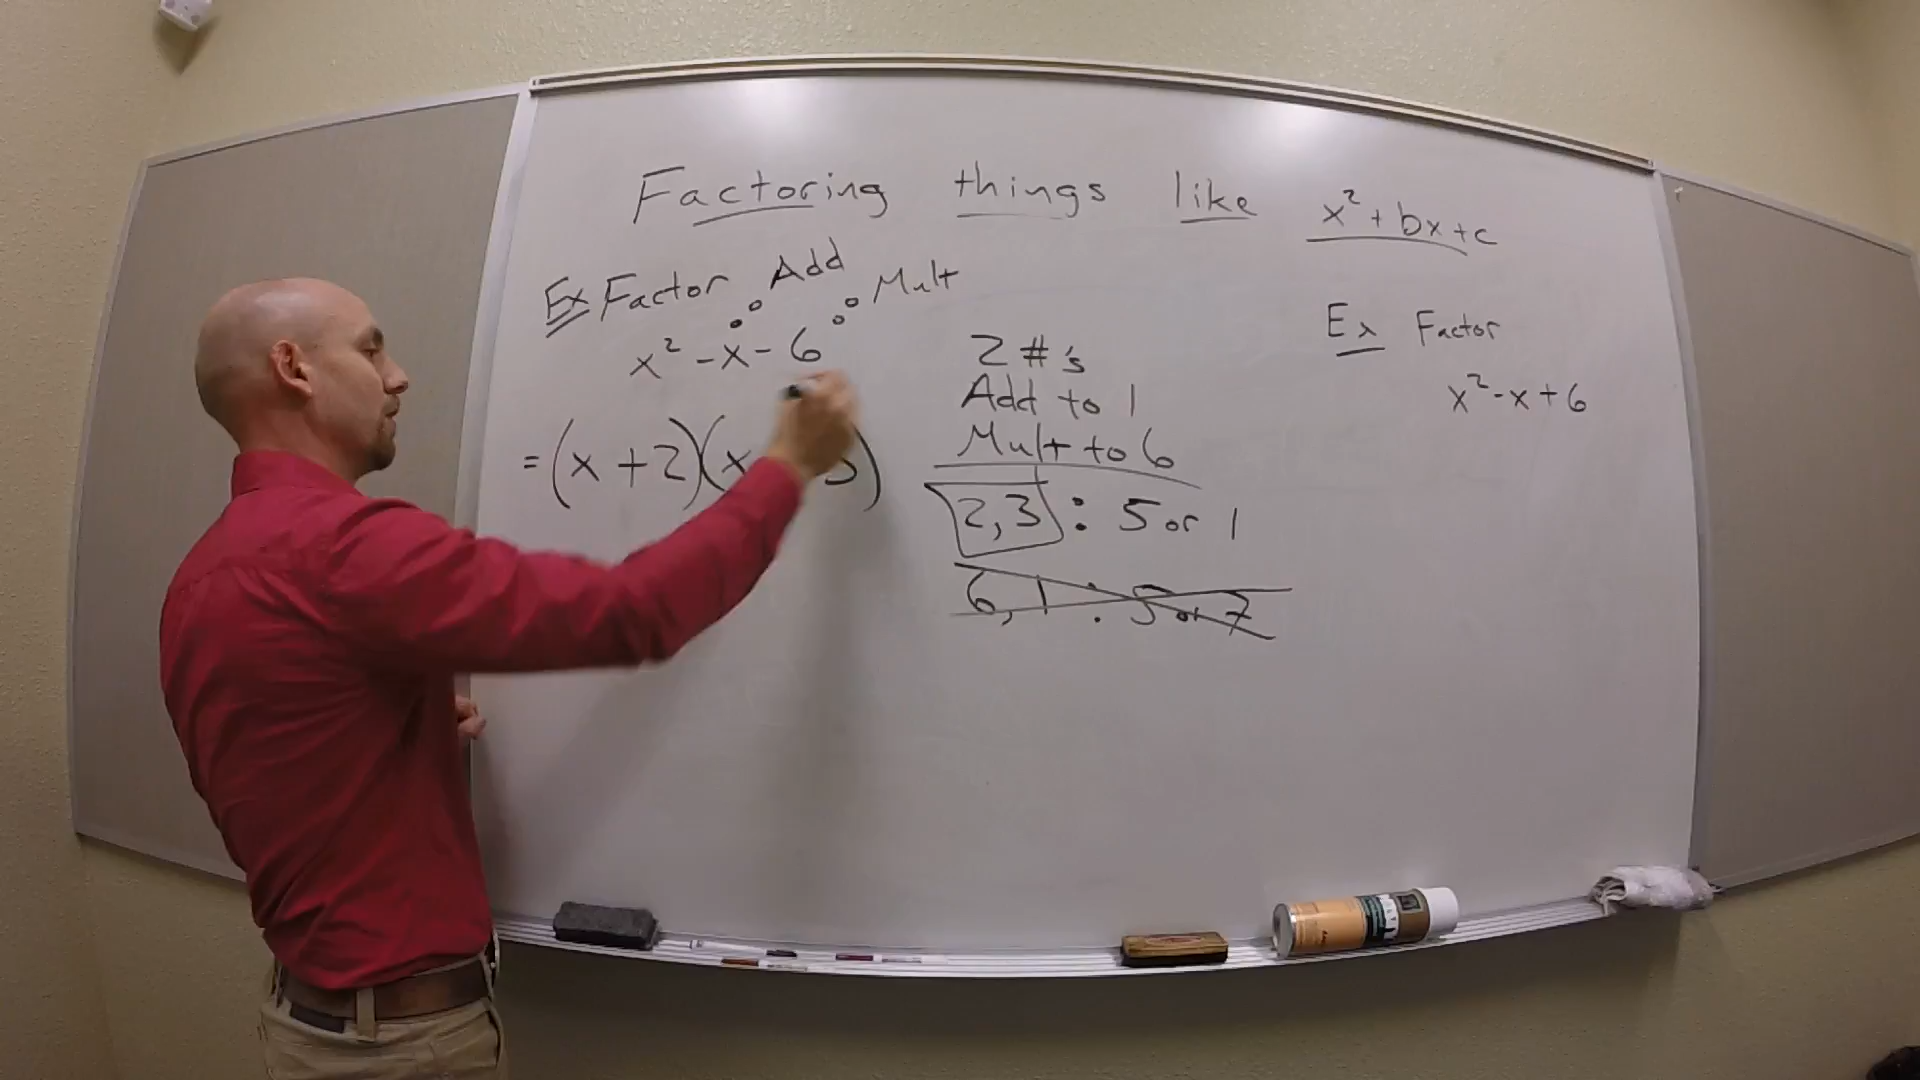 Factoring things like x² + bx + c
Ex Factor Add Mult
x² - x - 6
= (x + 2)(x 3)
2 #'s
Add to 1
Mult to 6
2, 3 : 5 or 1
6, 1 : 5 or 7
Ex Factor
x² - x + 6